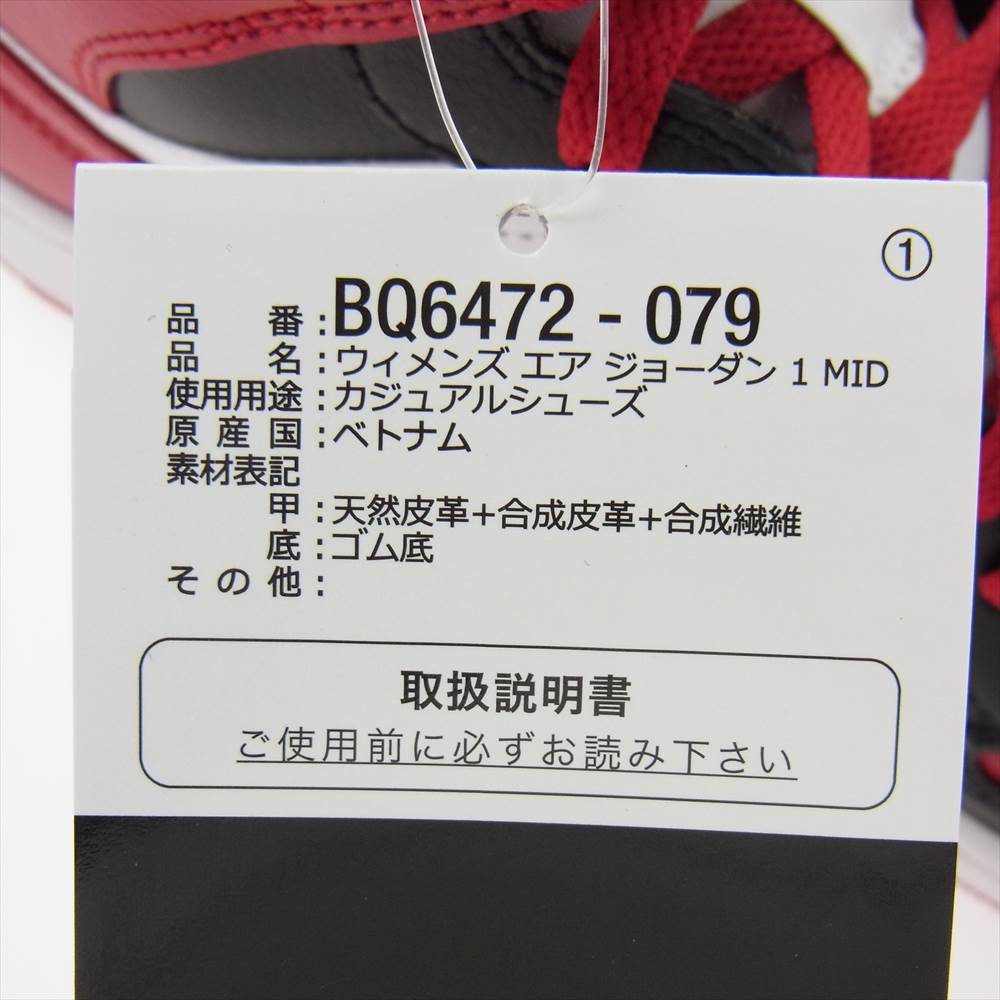 ①
品番:BQ6472 - 079
品名:ウィメンズ エア ジョーダン 1 MID
使用用途:カジュアルシューズ
原産国:ベトナム
素材表記
甲:天然皮革+合成皮革+合成繊維
底:ゴム底
その他:
取扱説明書
ご使用前に必ずお読み下さい